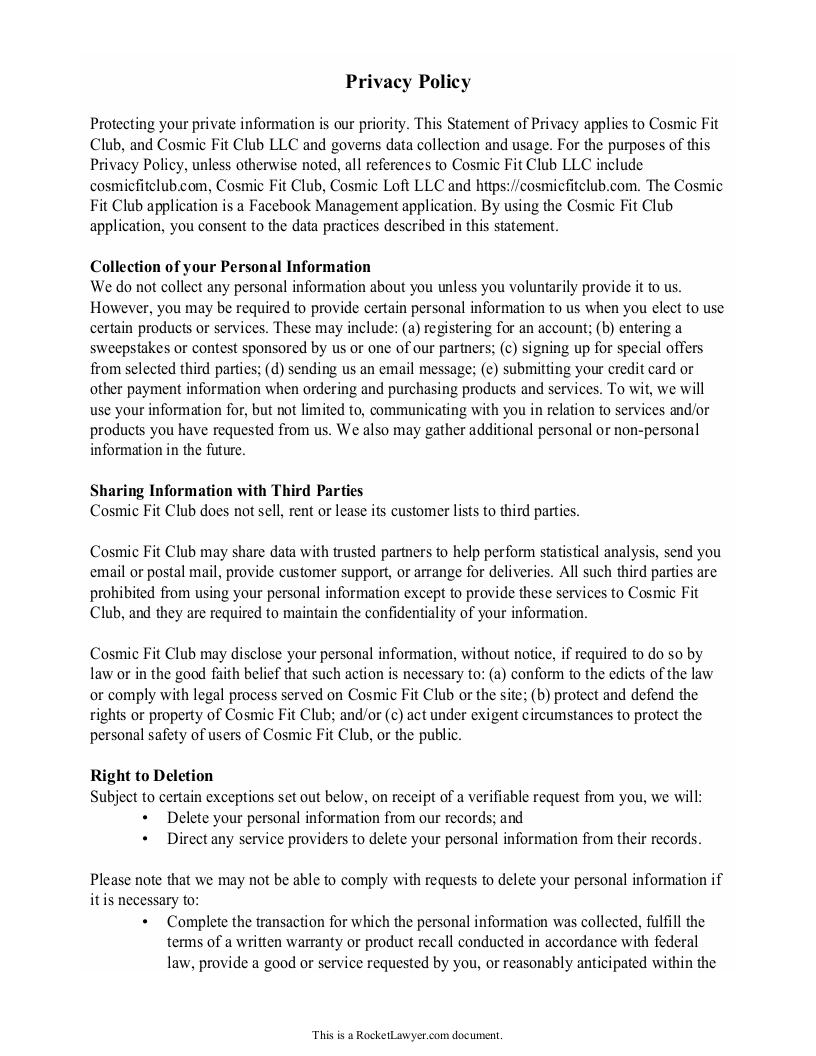 Privacy Policy
Protecting your private information is our priority. This Statement of Privacy applies to Cosmic Fit
Club, and Cosmic Fit Club LLC and governs data collection and usage. For the purposes of this
Privacy Policy, unless otherwise noted, all references to Cosmic Fit Club LLC include
cosmicfitclub.com, Cosmic Fit Club, Cosmic Loft LLC and https://cosmicfitclub.com. The Cosmic
Fit Club application is a Facebook Management application. By using the Cosmic Fit Club
application, you consent to the data practices described in this statement.
Collection of your Personal Information
We do not collect any personal information about you unless you voluntarily provide it to us.
However, you may be required to provide certain personal information to us when you elect to use
certain products or services. These may include: (a) registering for an account; (b) entering a
sweepstakes or contest sponsored by us or one of our partners; (c) signing up for special offers
from selected third parties; (d) sending us an email message; (e) submitting your credit card or
other payment information when ordering and purchasing products and services. To wit, we will
use your information for, but not limited to, communicating with you in relation to services and/or
products you have requested from us. We also may gather additional personal or non-personal
information in the future.
Sharing Information with Third Parties
Cosmic Fit Club does not sell, rent or lease its customer lists to third parties.
Cosmic Fit Club may share data with trusted partners to help perform statistical analysis, send you
email or postal mail, provide customer support, or arrange for deliveries. All such third parties are
prohibited from using your personal information except to provide these services to Cosmic Fit
Club, and they are required to maintain the confidentiality of your information.
Cosmic Fit Club may disclose your personal information, without notice, if required to do so by
law or in the good faith belief that such action is necessary to: (a) conform to the edicts of the law
or comply with legal process served on Cosmic Fit Club or the site; (b) protect and defend the
rights or property of Cosmic Fit Club; and/or (c) act under exigent circumstances to protect the
personal safety of users of Cosmic Fit Club, or the public.
Right to Deletion
Subject to certain exceptions set out below, on receipt of a verifiable request from you, we will:
• Delete your personal information from our records; and
• Direct any service providers to delete your personal information from their records.
Please note that we may not be able to comply with requests to delete your personal information if
it is necessary to:
• Complete the transaction for which the personal information was collected, fulfill the
terms of a written warranty or product recall conducted in accordance with federal
law, provide a good or service requested by you, or reasonably anticipated within the
This is a RocketLawyer.com document.